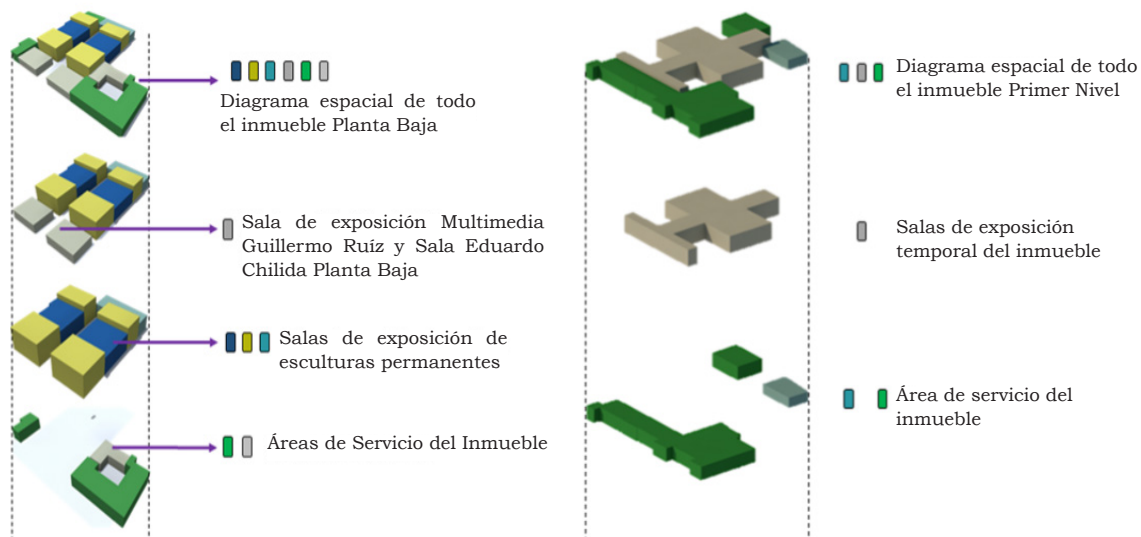 Diagrama espacial de todo
el inmueble Planta Baja
Sala de exposición Multimedia
Guillermo Ruíz y Sala Eduardo
Chilida Planta Baja
Salas de exposición de
esculturas permanentes
Áreas de Servicio del Inmueble
Diagrama espacial de todo
el inmueble Primer Nivel
Salas de exposición
temporal del inmueble
Área de servicio del
inmueble